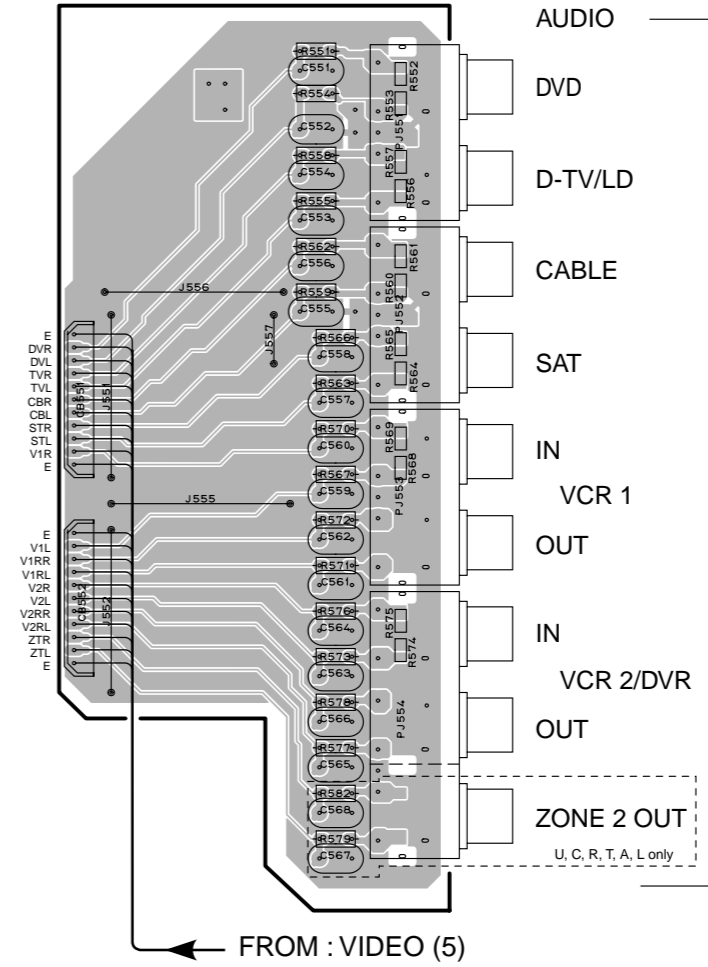 AUDIO
DVD
D-TV/LD
CABLE
SAT
IN
VCR 1
OUT
IN
VCR 2/DVR
OUT
ZONE 2 OUT
U, C, R, T, A, L only
R551
C551
R554
C552
R558
C554
R555
C553
R562
C556
R559
C555
R566
C558
R563
C557
R570
C560
R567
C559
R572
C562
R571
C561
R576
C564
R573
C563
R578
C566
R577
C565
R582
C568
R579
C567
R552
R553
PJ551
R557
R556
R561
R560
PJ552
R565
R564
R569
R568
PJ553
R575
R574
PJ554
J556
J557
J551
CB551
J555
J552
CB552
E
DVR
DVL
TVR
TVL
CBR
CBL
STR
STL
V1R
E
E
V1L
V1RR
V1RL
V2R
V2L
V2RR
V2RL
ZTR
ZTL
E
FROM : VIDEO (5)